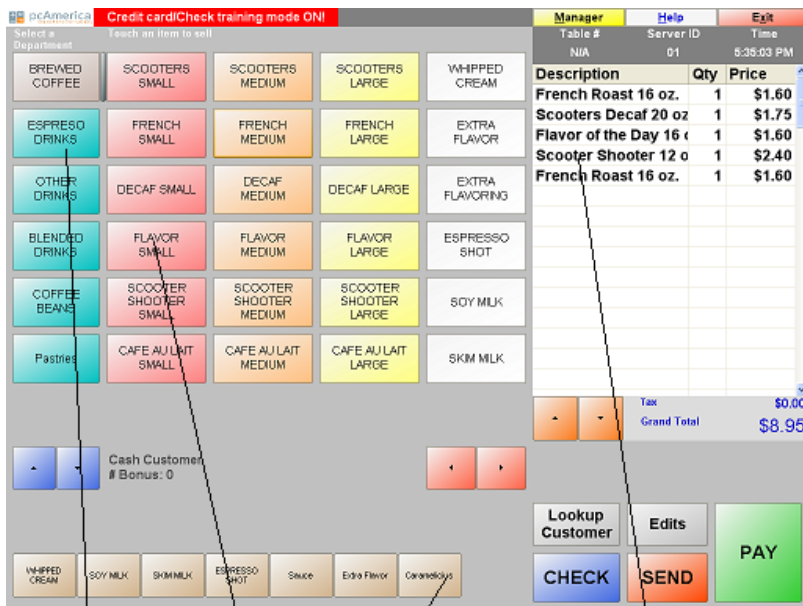 pcAmerica Credit card/Check training mode ON! Manager Help Exit
Select a Department Touch an item to sell
Table # Server ID Time
N/A 01 5:35:03 PM
BREWED COFFEE SCOOTERS SMALL SCOOTERS MEDIUM SCOOTERS LARGE WHIPPED CREAM
Description Qty Price
French Roast 16 oz. 1 $1.60
Scooters Decaf 20 oz 1 $1.75
Flavor of the Day 16 1 $1.60
Scooter Shooter 12 o 1 $2.40
French Roast 16 oz. 1 $1.60
ESPRESO DRINKS FRENCH SMALL FRENCH MEDIUM FRENCH LARGE EXTRA FLAVOR
OTHER DRINKS DECAF SMALL DECAF MEDIUM DECAF LARGE EXTRA FLAVORING
BLENDED DRINKS FLAVOR SMALL FLAVOR MEDIUM FLAVOR LARGE ESPRESSO SHOT
COFFEE BEANS SCOOTER SHOOTER SMALL SCOOTER SHOOTER MEDIUM SCOOTER SHOOTER LARGE SOY MILK
Pastries CAFE AU LAIT SMALL CAFE AU LAIT MEDIUM CAFE AU LAIT LARGE SKIM MILK
Tax $0.00
Grand Total $8.95
Cash Customer
# Bonus: 0
Lookup Customer Edits PAY
CHECK SEND
WHIPPED CREAM SOY MILK SKIM MILK ESPRESSO SHOT Sauce Extra Flavor Caramelicius